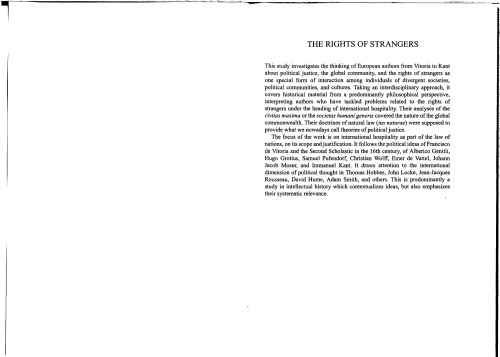 THE RIGHTS OF STRANGERS
This study investigates the thinking of European authors from Vitoria to Kant
about political justice, the global community, and the rights of strangers as
one special form of interaction among individuals of divergent societies,
political communities, and cultures. Taking an interdisciplinary approach, it
covers historical material from a predominantly philosophical perspective,
interpreting authors who have tackled problems related to the rights of
strangers under the heading of international hospitality. Their analyses of the
civitas maxima or the societas humani generis covered the nature of the global
commonwealth. Their doctrines of natural law (ius naturae) were supposed to
provide what we nowadays call theories of political justice.
The focus of the work is on international hospitality as part of the law of
nations, on its scope and justification. It follows the political ideas of Francisco
de Vitoria and the Second Scholastic in the 16th century, of Alberico Gentili,
Hugo Grotius, Samuel Pufendorf, Christian Wolff, Emer de Vattel, Johann
Jacob Moser, and Immanuel Kant. It draws attention to the international
dimension of political thought in Thomas Hobbes, John Locke, Jean-Jacques
Rousseau, David Hume, Adam Smith, and others. This is predominantly a
study in intellectual history which contextualizes ideas, but also emphasizes
their systematic relevance.